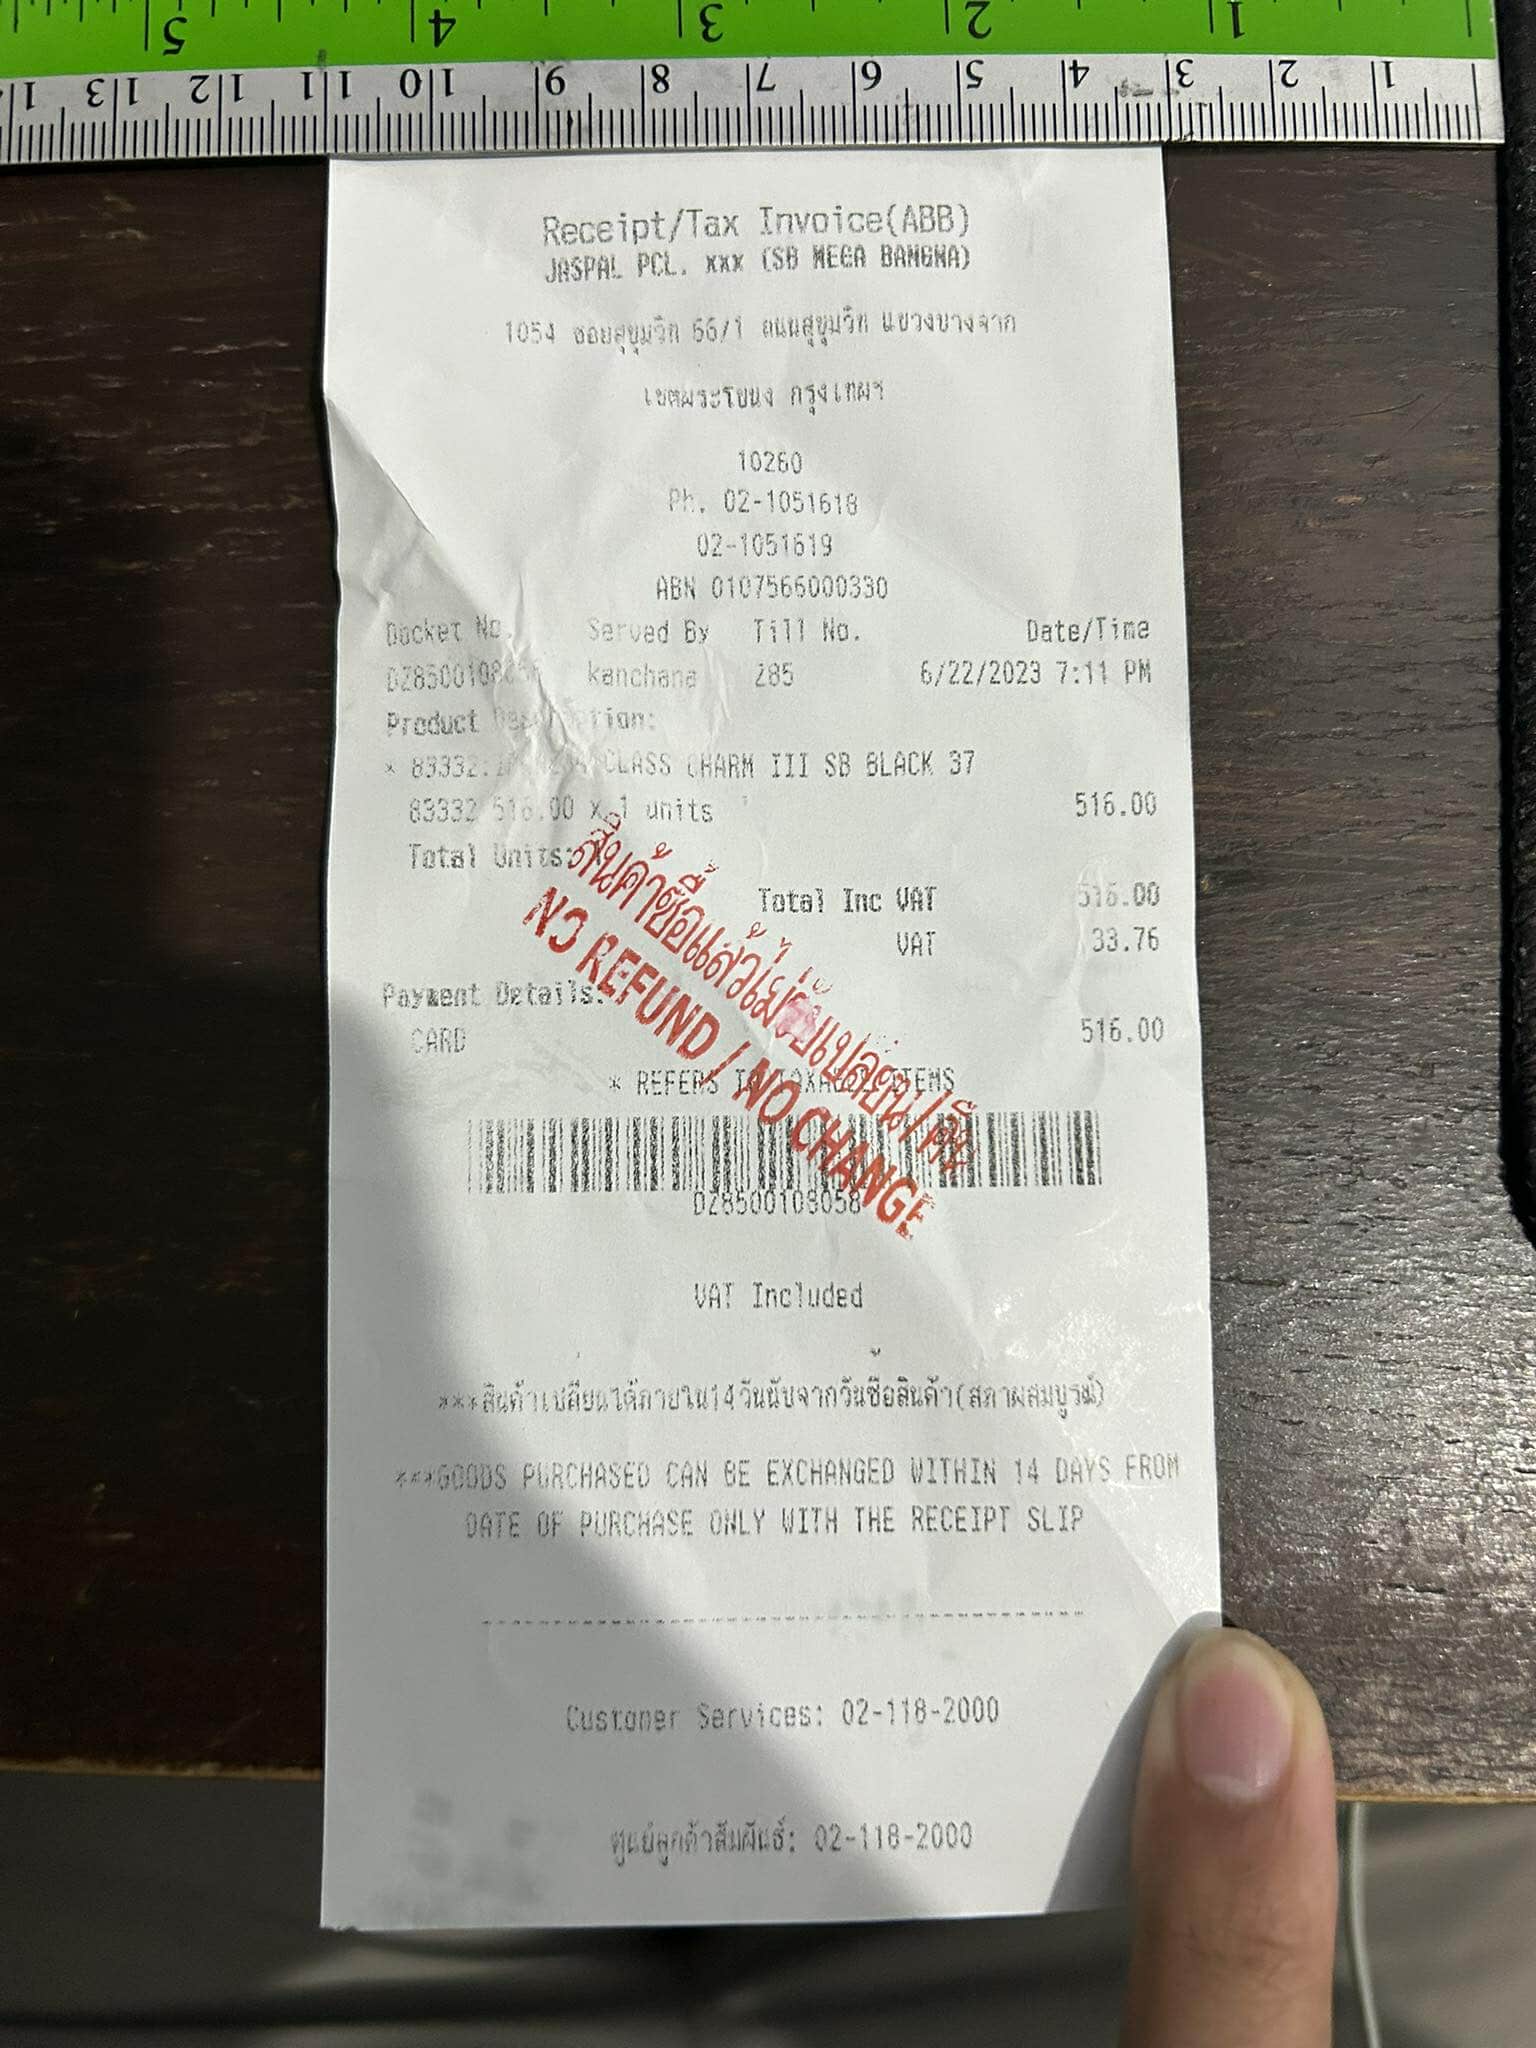 5 4 3 2 1
13 12 11 10 9 8 7 6 5 4 3 2 1
Receipt/Tax Invoice(ABB)
JASPAL PCL. xxx (SB MEGA BANGNA)
1054 ซอยสุขุมวิท 66/1 ถนนสุขุมวิท แขวงบางจาก
เขตพระโขนง กรุงเทพฯ
10260
Ph. 02-1051618
02-1051619
ABN 0107566000330
Docket No. Served By Till No. Date/Time
DZ8500108058 kanchana 285 6/22/2023 7:11 PM
Product Description:
* CLASS CHARM III SB BLACK 37
83332 516.00 x 1 units 516.00
Total Units:
Total Inc VAT 516.00
VAT 33.76
Payment Details:
CARD 516.00
* REFERS TO TAXABLE ITEMS
สินค้าซื้อแล้วไม่รับเปลี่ยน/คืน
NO REFUND / NO CHANGE
DZ8500108058
VAT Included
***สินค้าเปลี่ยนได้ภายใน14วันนับจากวันซื้อสินค้า(สภาพสมบูรณ์)
***GOODS PURCHASED CAN BE EXCHANGED WITHIN 14 DAYS FROM
DATE OF PURCHASE ONLY WITH THE RECEIPT SLIP
Customer Services: 02-118-2000
ศูนย์ลูกค้าสัมพันธ์: 02-118-2000